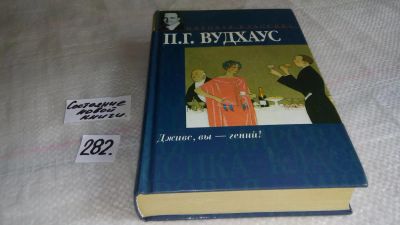 Состояние
новой
книги.
282.
П.Г. ВУДХАУС
Дживс, вы — гений!